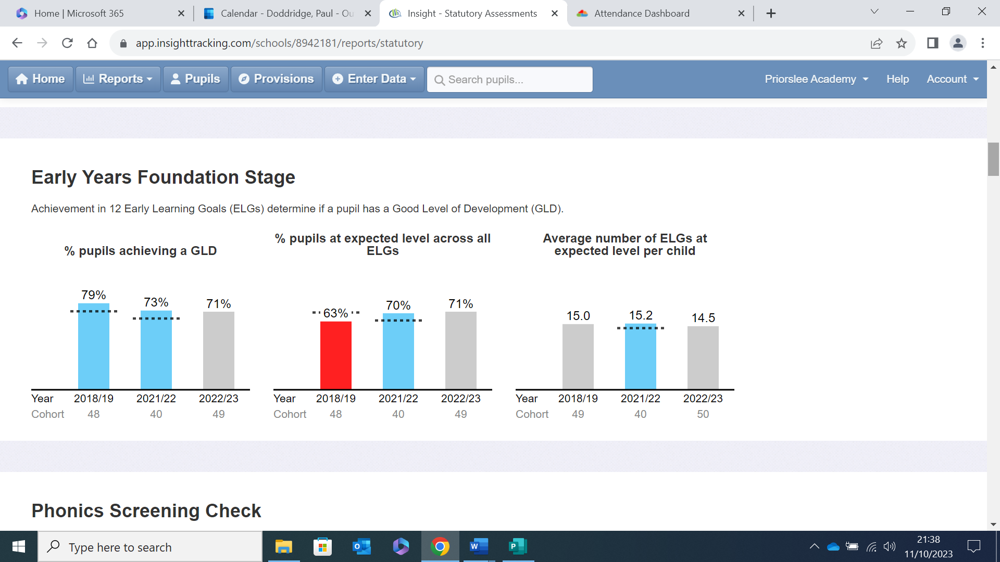 Home | Microsoft 365
Calendar - Doddridge, Paul - Ou
Insight - Statutory Assessments
Attendance Dashboard
app.insighttracking.com/schools/8942181/reports/statutory
Home
Reports
Pupils
Provisions
Enter Data
Search pupils...
Priorslee Academy
Help
Account
Early Years Foundation Stage
Achievement in 12 Early Learning Goals (ELGs) determine if a pupil has a Good Level of Development (GLD).
% pupils achieving a GLD
79%
73%
71%
Year 2018/19 2021/22 2022/23
Cohort 48 40 49
% pupils at expected level across all
ELGs
63%
70%
71%
Year 2018/19 2021/22 2022/23
Cohort 48 40 49
Average number of ELGs at
expected level per child
15.0
15.2
14.5
Year 2018/19 2021/22 2022/23
Cohort 49 40 50
Phonics Screening Check
Type here to search
21:38
11/10/2023